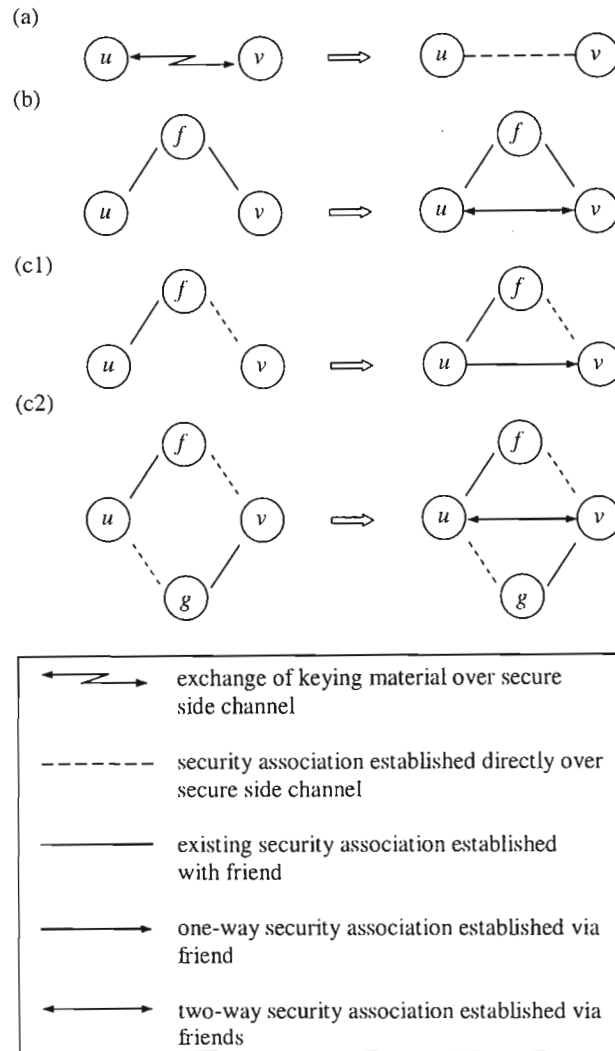 (a)
u v u v
(b)
f f
u v u v
(c1)
f f
u v u v
(c2)
f f
u v u v
g g
exchange of keying material over secure
side channel
security association established directly over
secure side channel
existing security association established
with friend
one-way security association established via
friend
two-way security association established via
friends